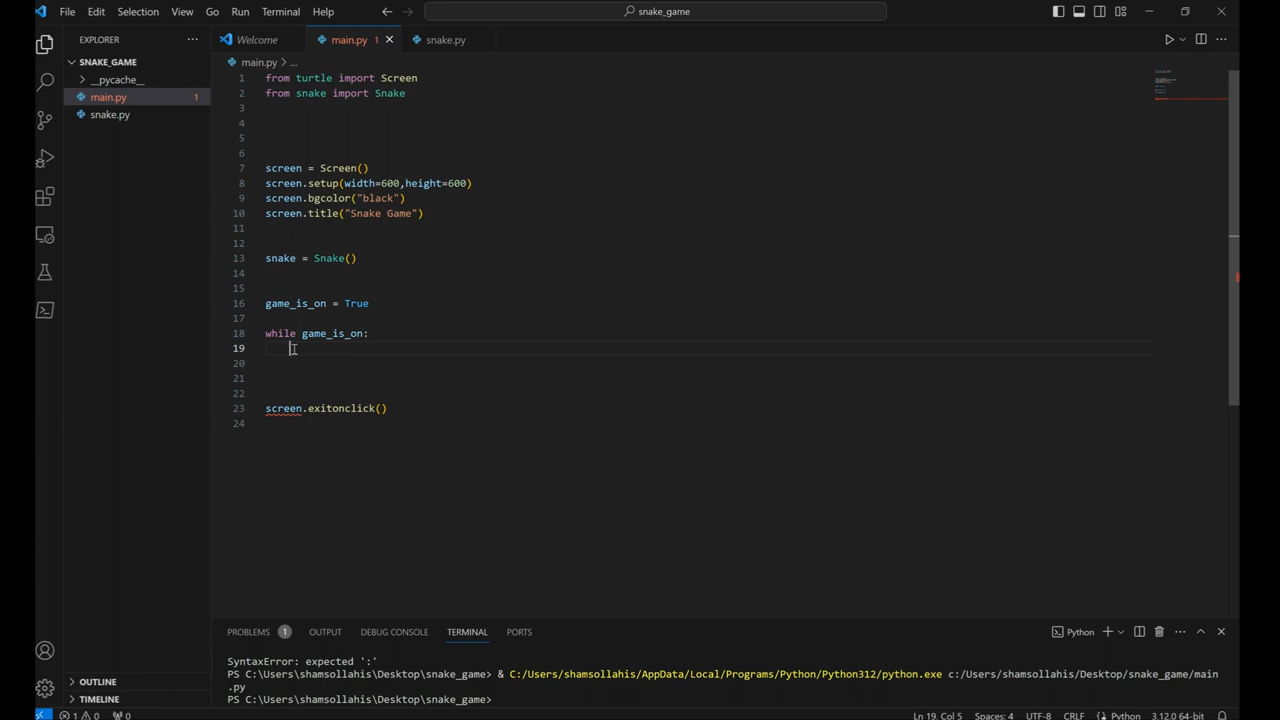 File Edit Selection View Go Run Terminal Help
snake_game
EXPLORER
Welcome main.py 1 snake.py
SNAKE_GAME
__pycache__
main.py 1
snake.py
main.py > ...
1 from turtle import Screen
2 from snake import Snake
3
4
5
6
7 screen = Screen()
8 screen.setup(width=600,height=600)
9 screen.bgcolor("black")
10 screen.title("Snake Game")
11
12
13 snake = Snake()
14
15
16 game_is_on = True
17
18 while game_is_on:
19
20
21
22
23 screen.exitonclick()
24
PROBLEMS 1 OUTPUT DEBUG CONSOLE TERMINAL PORTS
Python
SyntaxError: expected ':'
PS C:\Users\shamsollahis\Desktop\snake_game> & C:/Users/shamsollahis/AppData/Local/Programs/Python/Python312/python.exe c:/Users/shamsollahis/Desktop/snake_game/main
.py
PS C:\Users\shamsollahis\Desktop\snake_game>
OUTLINE
TIMELINE
1 0 0 Ln 19, Col 5 Spaces: 4 UTF-8 CRLF Python 3.12.0 64-bit